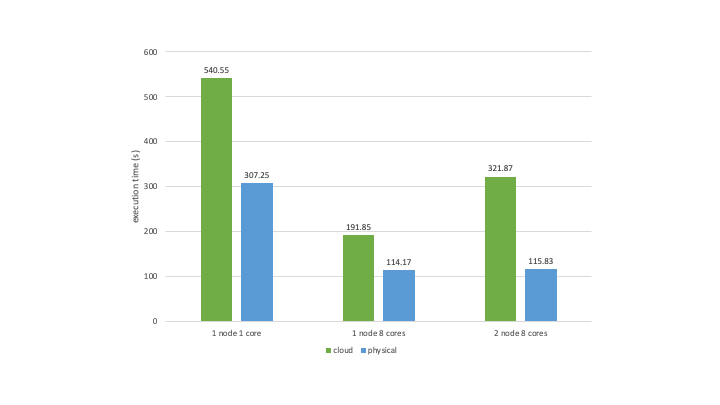 600
540.55
500
400
321.87
307.25
300
execution time (s)
200
191.85
114.17
115.83
100
0
1 node 1 core
1 node 8 cores
2 node 8 cores
cloud physical